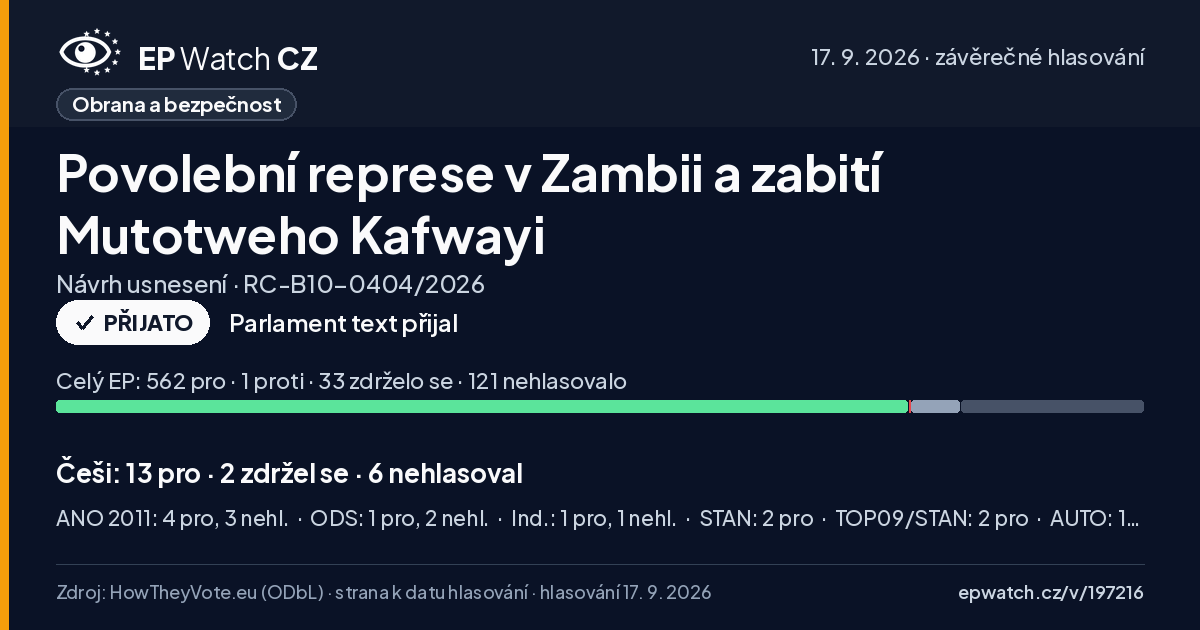 EP Watch CZ
17. 9. 2026 · závěrečné hlasování
Obrana a bezpečnost
Povolební represe v Zambii a zabití
Mutotweho Kafwayi
Návrh usnesení · RC-B10-0404/2026
✓ PŘIJATO Parlament text přijal
Celý EP: 562 pro · 1 proti · 33 zdrželo se · 121 nehlasovalo
Češi: 13 pro · 2 zdržel se · 6 nehlasoval
ANO 2011: 4 pro, 3 nehl. · ODS: 1 pro, 2 nehl. · Ind.: 1 pro, 1 nehl. · STAN: 2 pro · TOP09/STAN: 2 pro · AUTO: 1…
Zdroj: HowTheyVote.eu (ODbL) · strana k datu hlasování · hlasování 17. 9. 2026
epwatch.cz/v/197216